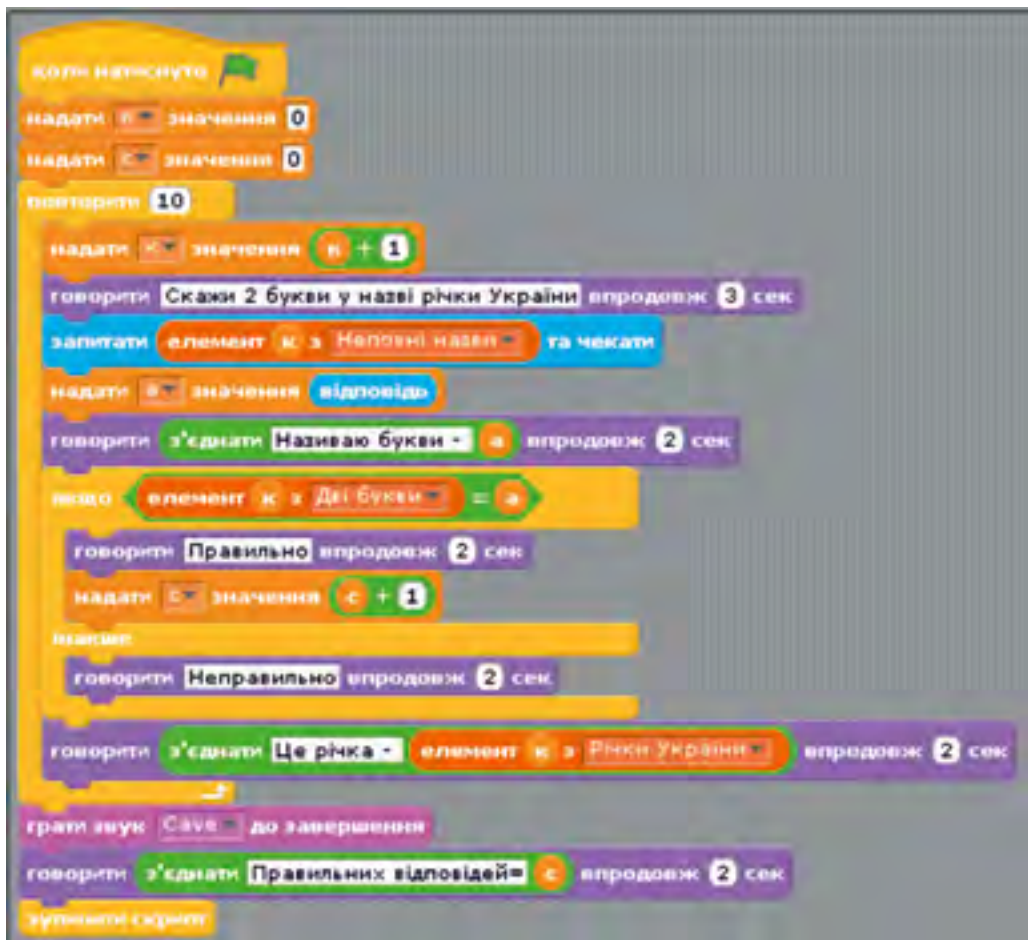 коли натиснуто
надати значення 0
надати с значення 0
повторити 10
надати к значення к + 1
говорити Скажи 2 букви у назві річки України впродовж 3 сек
запитати елемент к з Неповні назви та чекати
надати а значення відповідь
говорити з'єднати Називаю букви - а впродовж 2 сек
якщо елемент к з Дві букви = а
говорити Правильно впродовж 2 сек
надати с значення с + 1
інакше
говорити Неправильно впродовж 2 сек
говорити з'єднати Це річка - елемент к з Річки України впродовж 2 сек
грати звук Cave до завершення
говорити з'єднати Правильних відповідей= с впродовж 2 сек
зупинити скрипт